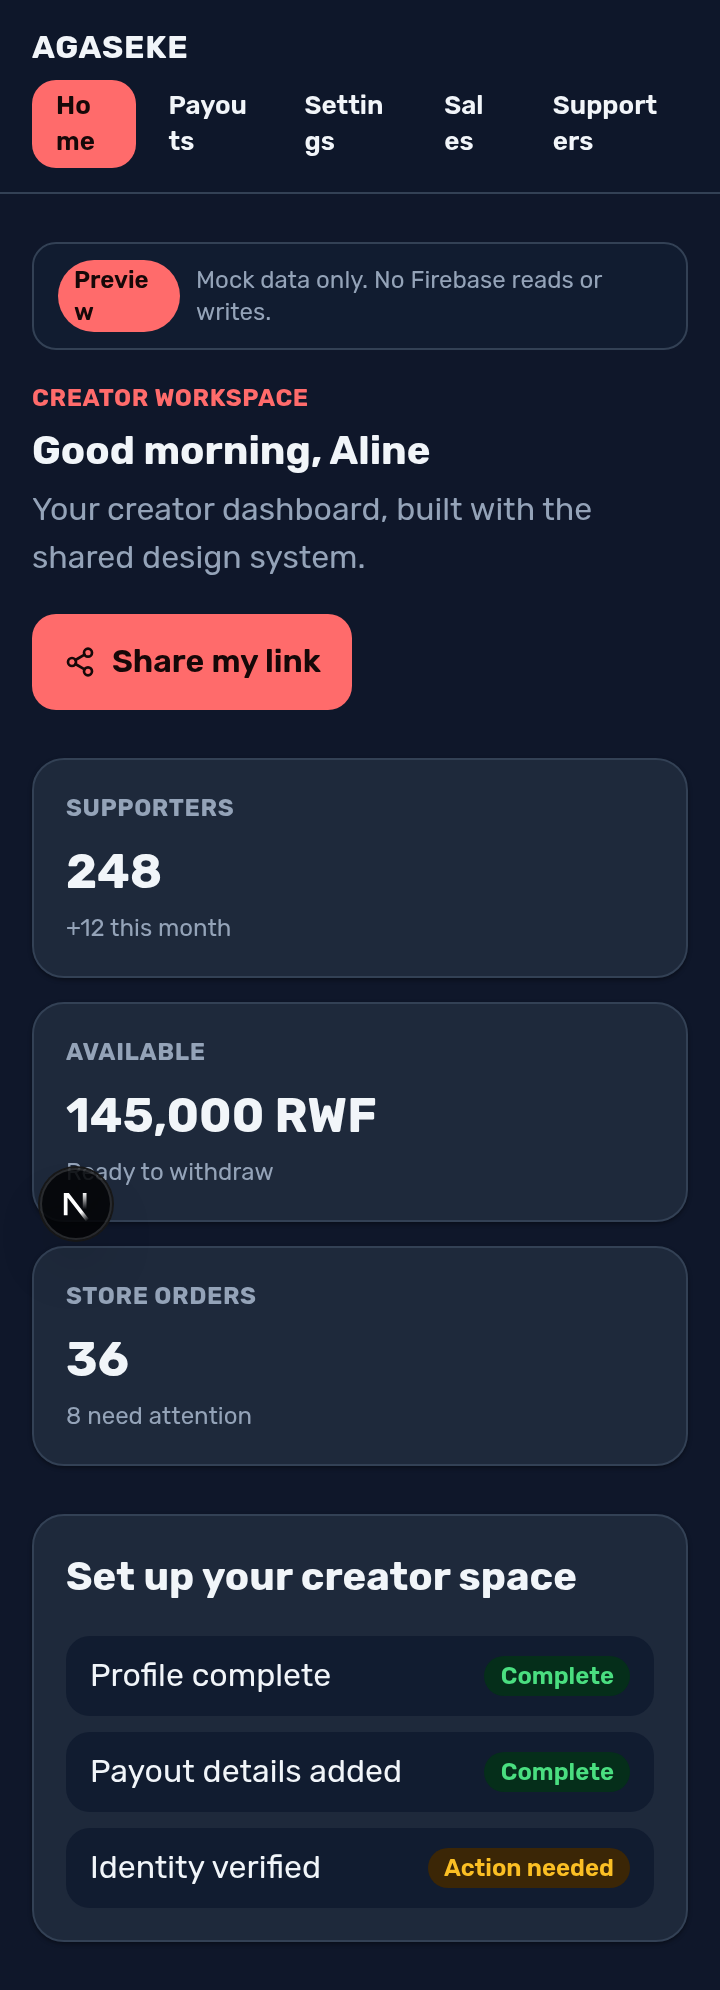 AGASEKE
Ho
me
Payou
ts
Settin
gs
Sal
es
Support
ers
Previe
w
Mock data only. No Firebase reads or
writes.
CREATOR WORKSPACE
Good morning, Aline
Your creator dashboard, built with the
shared design system.
Share my link
SUPPORTERS
248
+12 this month
AVAILABLE
145,000 RWF
Ready to withdraw
N
STORE ORDERS
36
8 need attention
Set up your creator space
Profile complete
Complete
Payout details added
Complete
Identity verified
Action needed